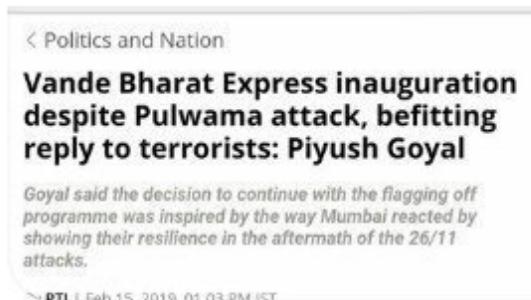 < Politics and Nation
Vande Bharat Express inauguration
despite Pulwama attack, befitting
reply to terrorists: Piyush Goyal
Goyal said the decision to continue with the flagging off
programme was inspired by the way Mumbai reacted by
showing their resilience in the aftermath of the 26/11
attacks.
PTI | Feb 15, 2019, 01.03 PM IST